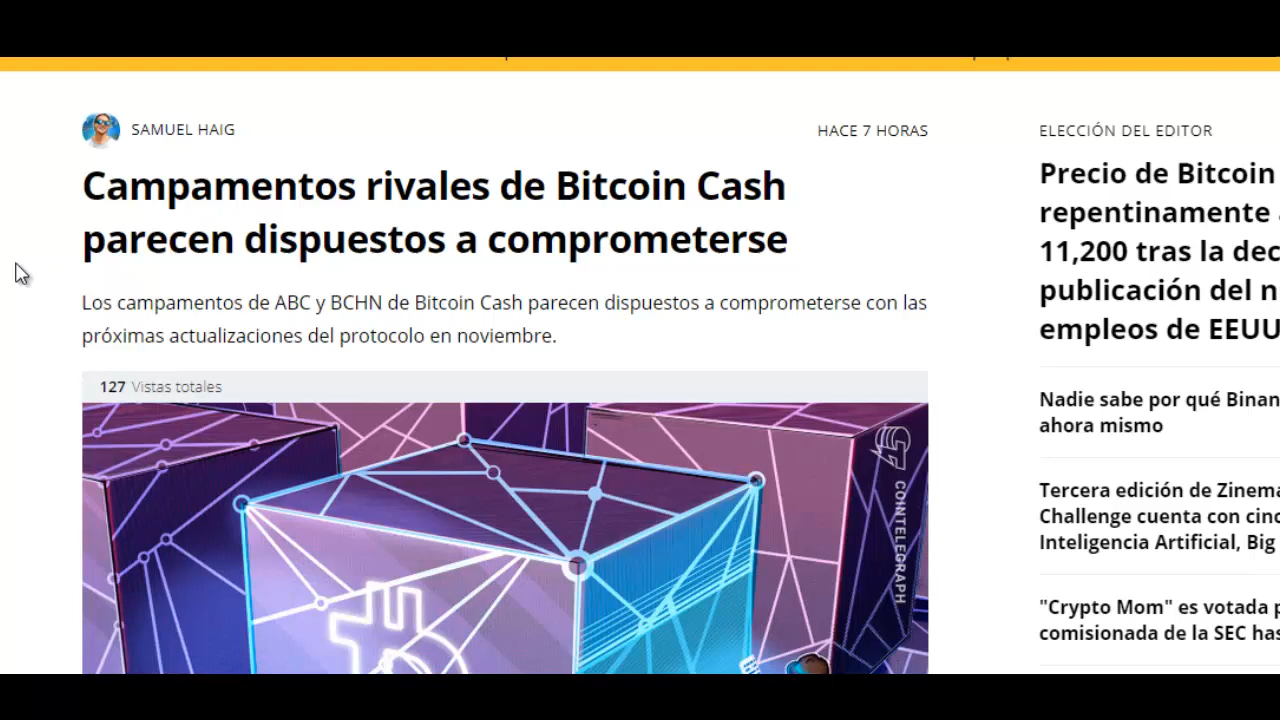 SAMUEL HAIG
HACE 7 HORAS
Campamentos rivales de Bitcoin Cash
parecen dispuestos a comprometerse
Los campamentos de ABC y BCHN de Bitcoin Cash parecen dispuestos a comprometerse con las
próximas actualizaciones del protocolo en noviembre.
127 Vistas totales
COINTELEGRAPH
ELECCIÓN DEL EDITOR
Precio de Bitcoin
repentinamente
11,200 tras la dec
publicación del n
empleos de EEUU
Nadie sabe por qué Binan
ahora mismo
Tercera edición de Zinema
Challenge cuenta con cinc
Inteligencia Artificial, Big
"Crypto Mom" es votada p
comisionada de la SEC has